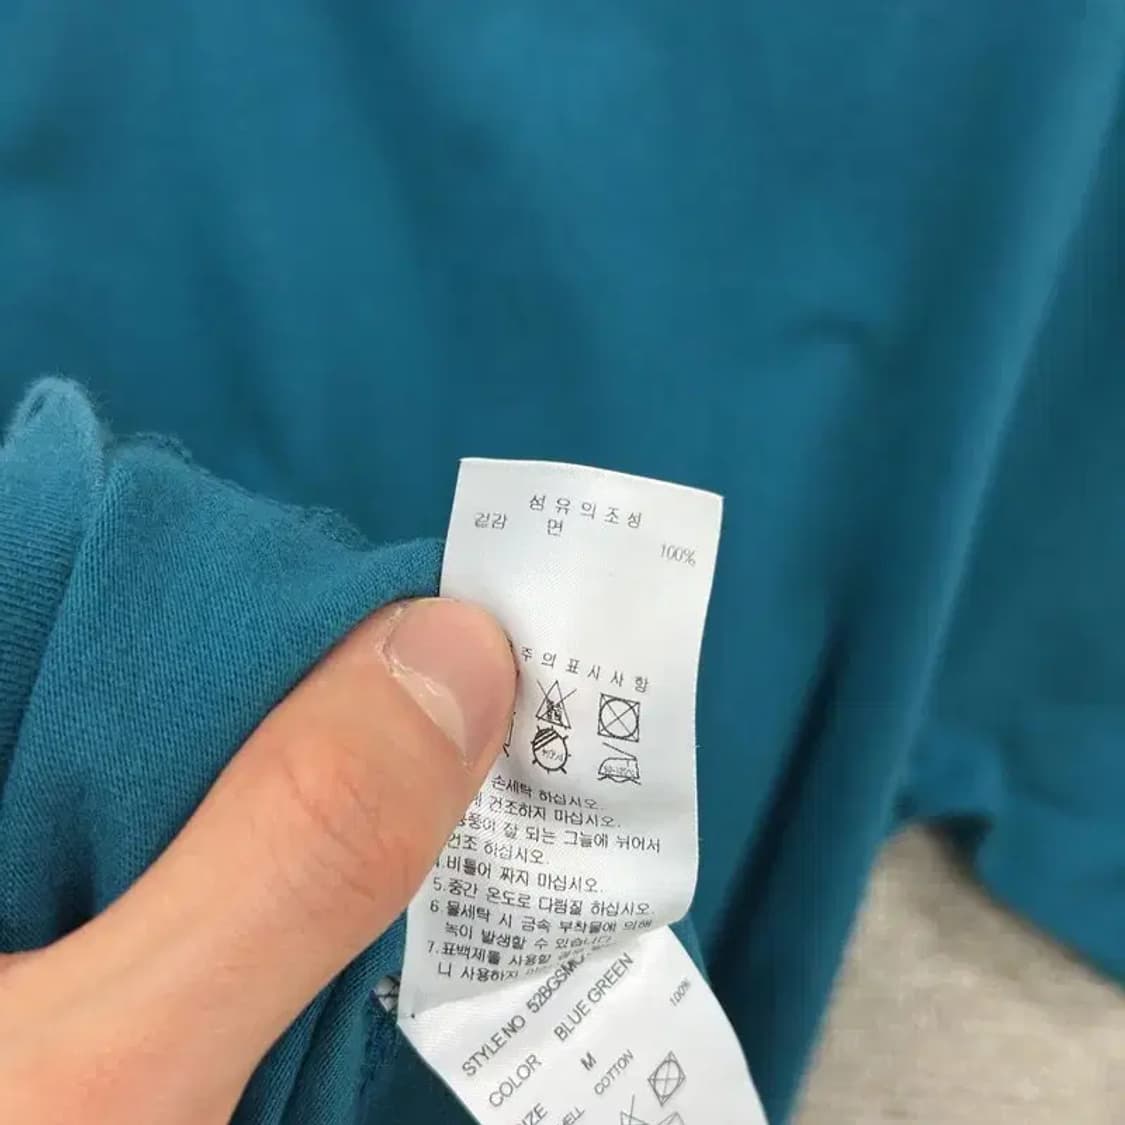 섬유의조성
겉감 면 100%
주의표시사항
손세탁 하십시오.
건조하지 마십시오.
잘 되는 그늘에 뉘어서
건조 하십시오.
비틀어 짜지 마십시오.
5.중간 온도로 다림질 하십시오.
6.물세탁 시 금속 부착물에 의해
녹이 발생할 수 있습니다.
7.표백제를 사용할
니 사용하지
STYLE NO
COLOR BLUE GREEN
M
COTTON 100%